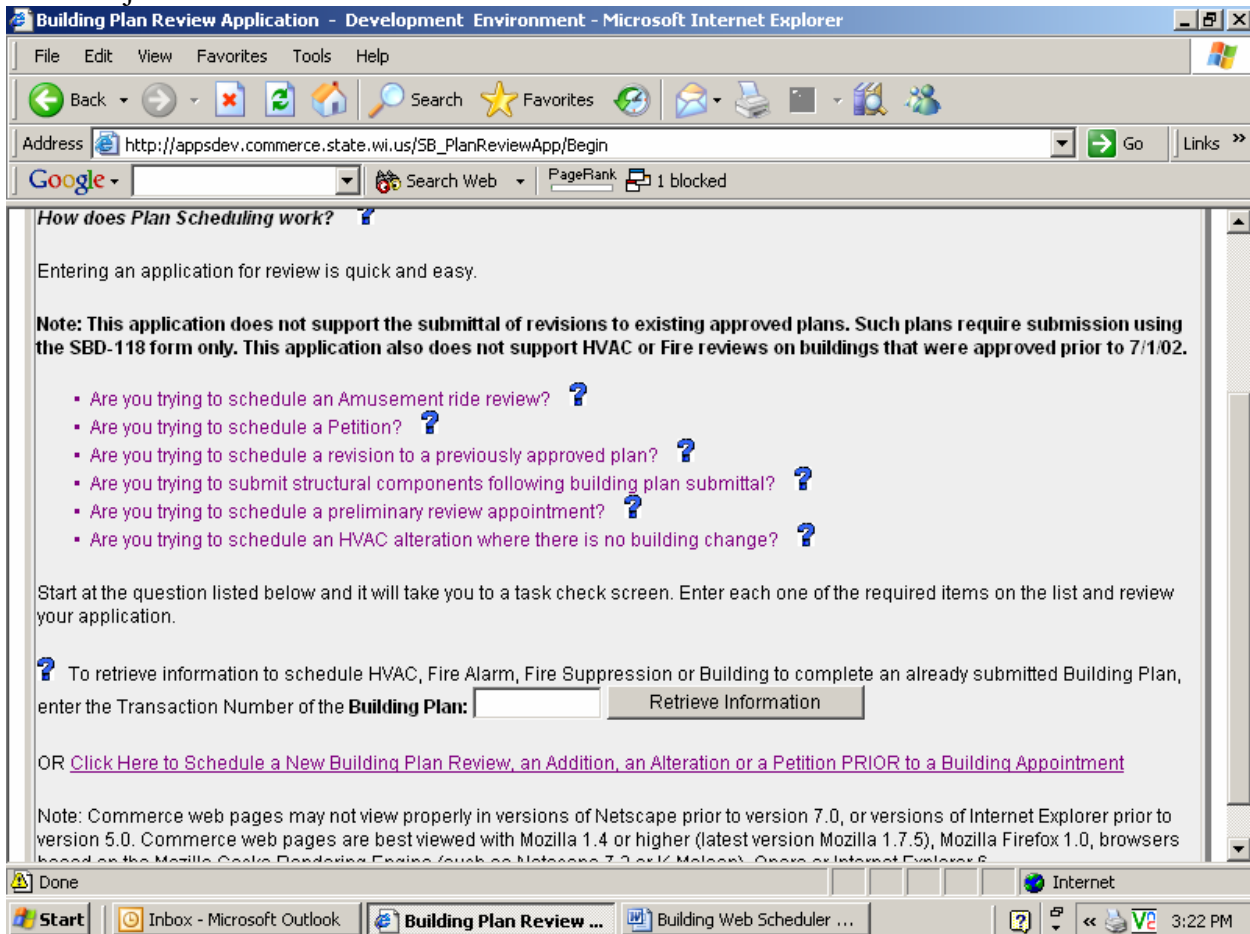 Building Plan Review Application - Development Environment - Microsoft Internet Explorer
File Edit View Favorites Tools Help
Back Search Favorites
Address http://appsdev.commerce.state.wi.us/SB_PlanReviewApp/Begin Go Links »
Google Search Web PageRank 1 blocked
How does Plan Scheduling work?
Entering an application for review is quick and easy.
Note: This application does not support the submittal of revisions to existing approved plans. Such plans require submission using
the SBD-118 form only. This application also does not support HVAC or Fire reviews on buildings that were approved prior to 7/1/02.
▪ Are you trying to schedule an Amusement ride review?
▪ Are you trying to schedule a Petition?
▪ Are you trying to schedule a revision to a previously approved plan?
▪ Are you trying to submit structural components following building plan submittal?
▪ Are you trying to schedule a preliminary review appointment?
▪ Are you trying to schedule an HVAC alteration where there is no building change?
Start at the question listed below and it will take you to a task check screen. Enter each one of the required items on the list and review
your application.
To retrieve information to schedule HVAC, Fire Alarm, Fire Suppression or Building to complete an already submitted Building Plan,
enter the Transaction Number of the Building Plan: Retrieve Information
OR Click Here to Schedule a New Building Plan Review, an Addition, an Alteration or a Petition PRIOR to a Building Appointment
Note: Commerce web pages may not view properly in versions of Netscape prior to version 7.0, or versions of Internet Explorer prior to
version 5.0. Commerce web pages are best viewed with Mozilla 1.4 or higher (latest version Mozilla 1.7.5), Mozilla Firefox 1.0, browsers
Done Internet
Start Inbox - Microsoft Outlook Building Plan Review ... Building Web Scheduler ... « V2 3:22 PM